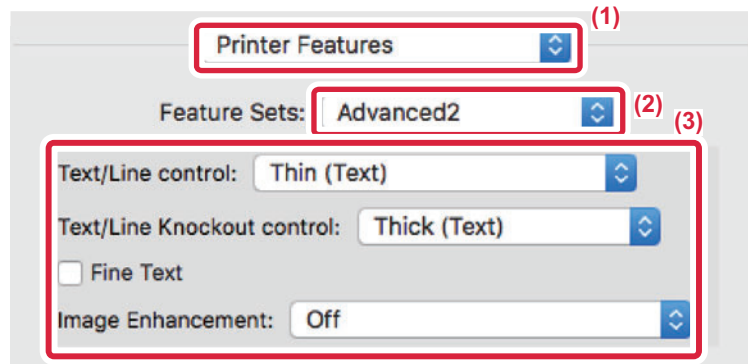 (1)
Printer Features
Feature Sets: Advanced2 (2)
(3)
Text/Line control: Thin (Text)
Text/Line Knockout control: Thick (Text)
Fine Text
Image Enhancement: Off